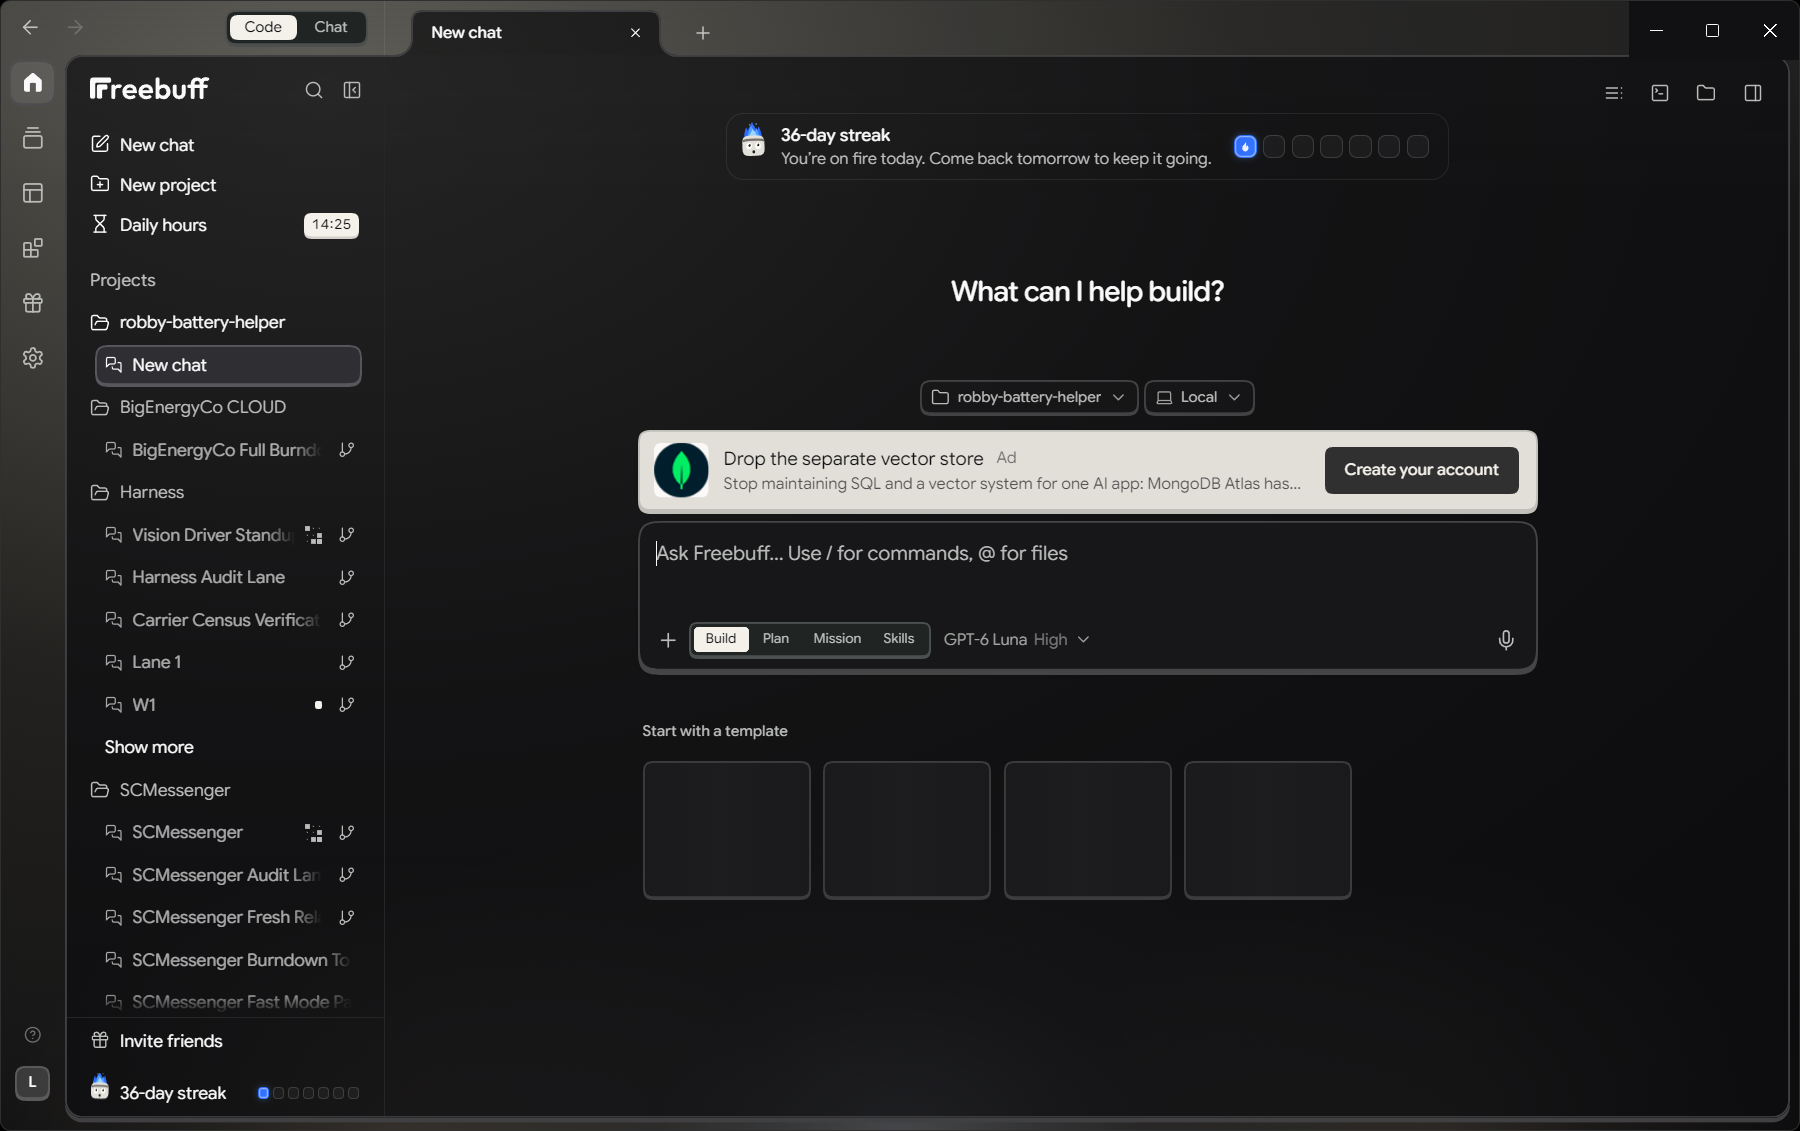 Code
Chat
New chat
Freebuff
New chat
New project
Daily hours
14:25
Projects
robby-battery-helper
New chat
BigEnergyCo CLOUD
BigEnergyCo Full Burndo
Harness
Vision Driver Standu
Harness Audit Lane
Carrier Census Verificat
Lane 1
W1
Show more
SCMessenger
SCMessenger
SCMessenger Audit Lan
SCMessenger Fresh Rel
SCMessenger Burndown To
SCMessenger Fast Mode Pa
Invite friends
L
36-day streak
36-day streak
You're on fire today. Come back tomorrow to keep it going.
What can I help build?
robby-battery-helper
Local
Drop the separate vector store Ad
Stop maintaining SQL and a vector system for one AI app: MongoDB Atlas has...
Create your account
Ask Freebuff... Use / for commands, @ for files
Build
Plan
Mission
Skills
GPT-6 Luna High
Start with a template